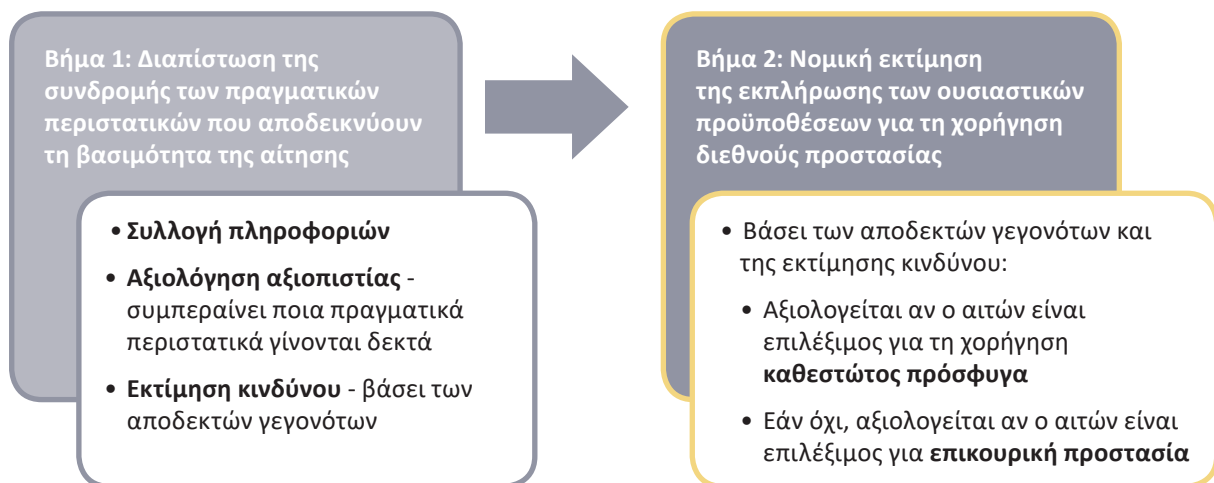 Βήμα 1: Διαπίστωση της
συνδρομής των πραγματικών
περιστατικών που αποδεικνύουν
τη βασιμότητα της αίτησης
• Συλλογή πληροφοριών
• Αξιολόγηση αξιοπιστίας -
συμπεραίνει ποια πραγματικά
περιστατικά γίνονται δεκτά
• Εκτίμηση κινδύνου - βάσει των
αποδεκτών γεγονότων
Βήμα 2: Νομική εκτίμηση
της εκπλήρωσης των ουσιαστικών
προϋποθέσεων για τη χορήγηση
διεθνούς προστασίας
• Βάσει των αποδεκτών γεγονότων και
της εκτίμησης κινδύνου:
• Αξιολογείται αν ο αιτών είναι
επιλέξιμος για τη χορήγηση
καθεστώτος πρόσφυγα
• Εάν όχι, αξιολογείται αν ο αιτών είναι
επιλέξιμος για επικουρική προστασία